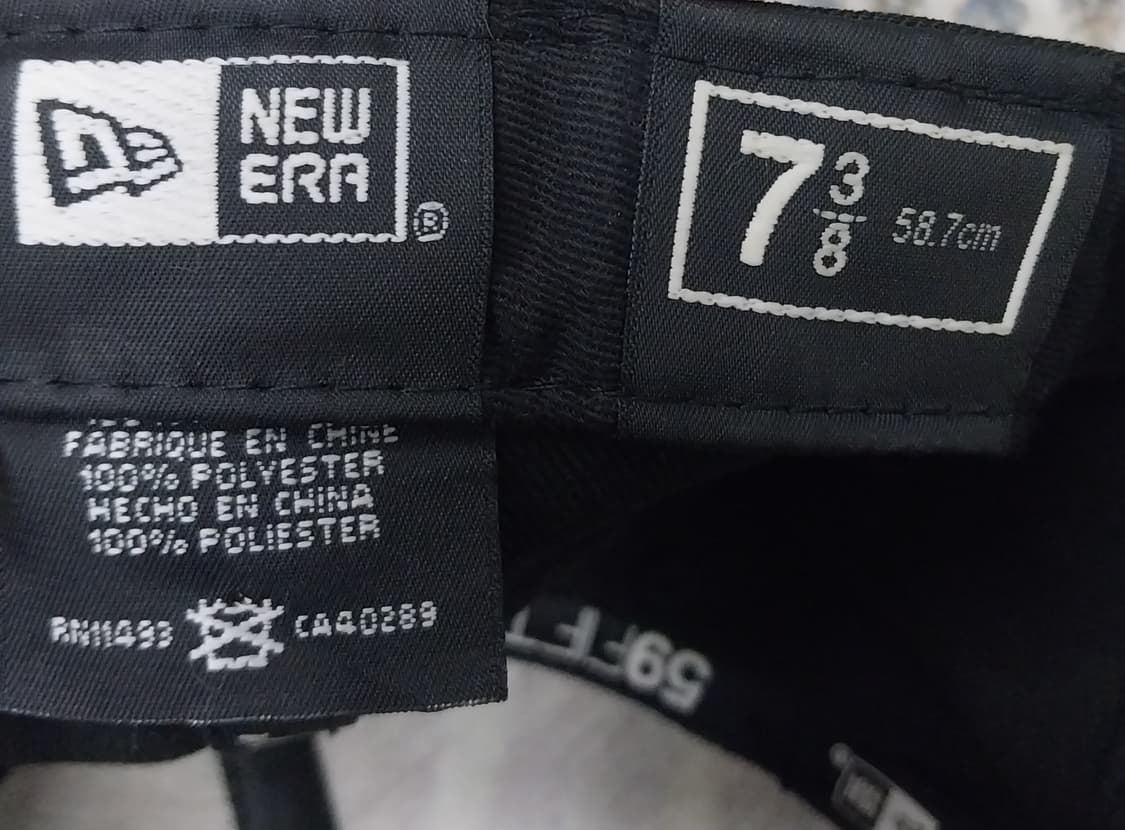 NEW
ERA
®
7 3/8 58.7cm
FABRIQUE EN CHINE
100% POLYESTER
HECHO EN CHINA
100% POLIESTER
RN11493 CA40289
59FIFTY